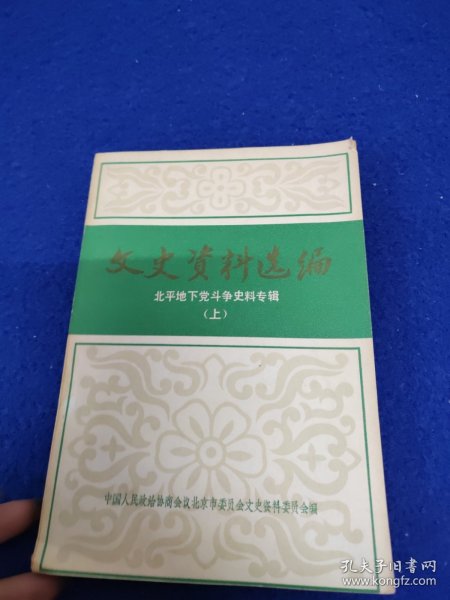 文史资料选编
北平地下党斗争史料专辑
（上）
中国人民政治协商会议北京市委员会文史资料委员会编
孔夫子旧书网
www.kongfz.com